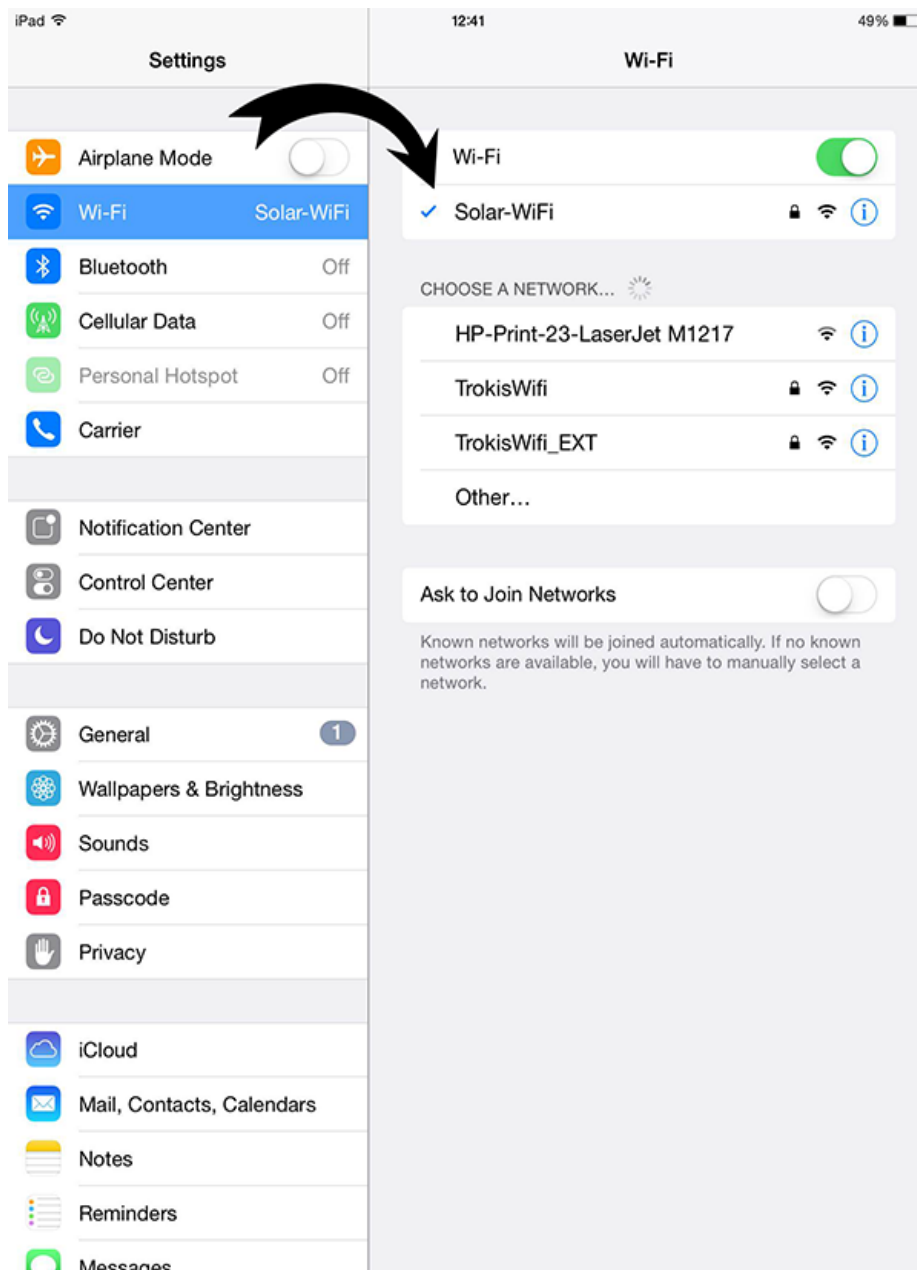 iPad 12:41 49%
Settings
Wi-Fi
Airplane Mode
Wi-Fi Solar-WiFi
Bluetooth Off
Cellular Data Off
Personal Hotspot Off
Carrier
Notification Center
Control Center
Do Not Disturb
General 1
Wallpapers & Brightness
Sounds
Passcode
Privacy
iCloud
Mail, Contacts, Calendars
Notes
Reminders
Messages
Wi-Fi
Solar-WiFi
CHOOSE A NETWORK...
HP-Print-23-LaserJet M1217
TrokisWifi
TrokisWifi_EXT
Other...
Ask to Join Networks
Known networks will be joined automatically. If no known
networks are available, you will have to manually select a
network.